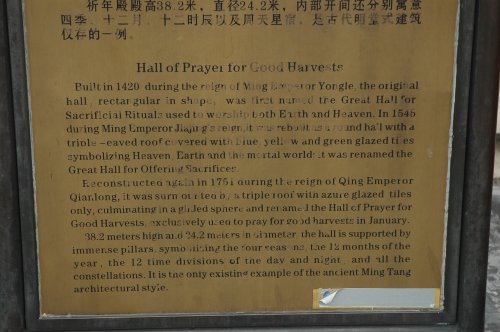 祈年殿殿高38.2米，直径24.2米，内部开间还分别寓意
四季、十二月、十二时辰以及周天星宿，是古代明堂式建筑
仅存的一例。
Hall of Prayer for Good Harvests
Built in 1420 during the reign of Ming Emperor Yongle, the original
hall, rectargular in shape, was first named the Great Hall for
Sacrificial Rituals used to worship both Earth and Heaven. In 1545
during Ming Emperor Jiajing's reign, it was rebuilt as a round hall with a
triple-eaved roof covered with blue, yellow and green glazed tiles
symbolizing Heaven, Earth and the mortal world: it was renamed the
Great Hall for Offering Sacrifices.
Reconstructed again in 1751 during the reign of Qing Emperor
Qianlong, it was surmounted by a triple roof with azure glazed tiles
only, culminating in a gilded sphere and renamed the Hall of Prayer for
Good Harvests, exclusively used to pray for good harvests in January.
38.2 meters high and 24.2 meters in diameter, the hall is supported by
immense pillars, symbolizing the four seasons, the 12 months of the
year, the 12 time divisions of the day and night, and all the
constellations. It is the only existing example of the ancient Ming Tang
architectural style.